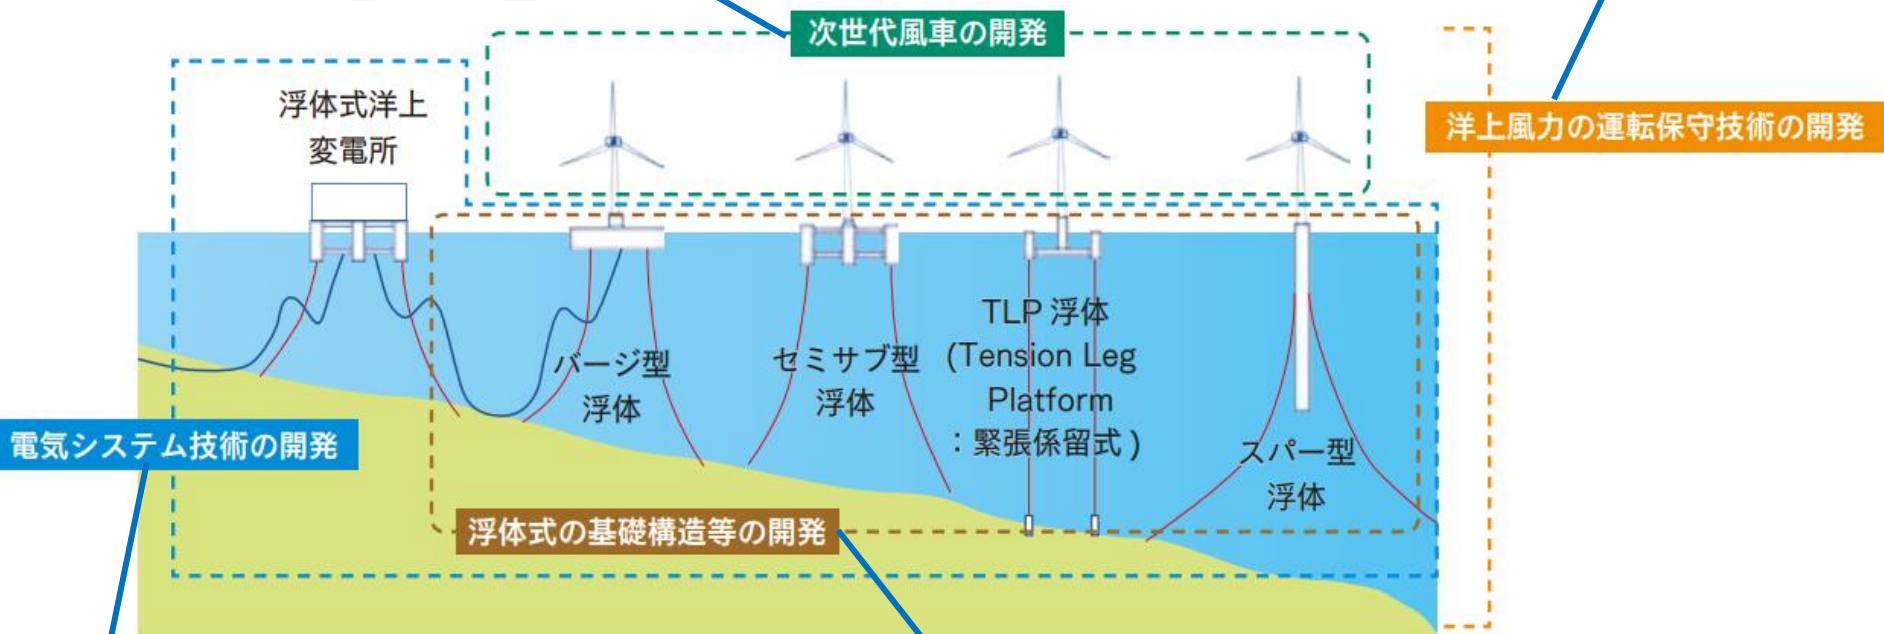 次世代風車の開発
浮体式洋上
変電所
洋上風力の運転保守技術の開発
TLP 浮体
(Tension Leg
Platform
：緊張係留式 )
バージ型
浮体
セミサブ型
浮体
スパー型
浮体
電気システム技術の開発
浮体式の基礎構造等の開発